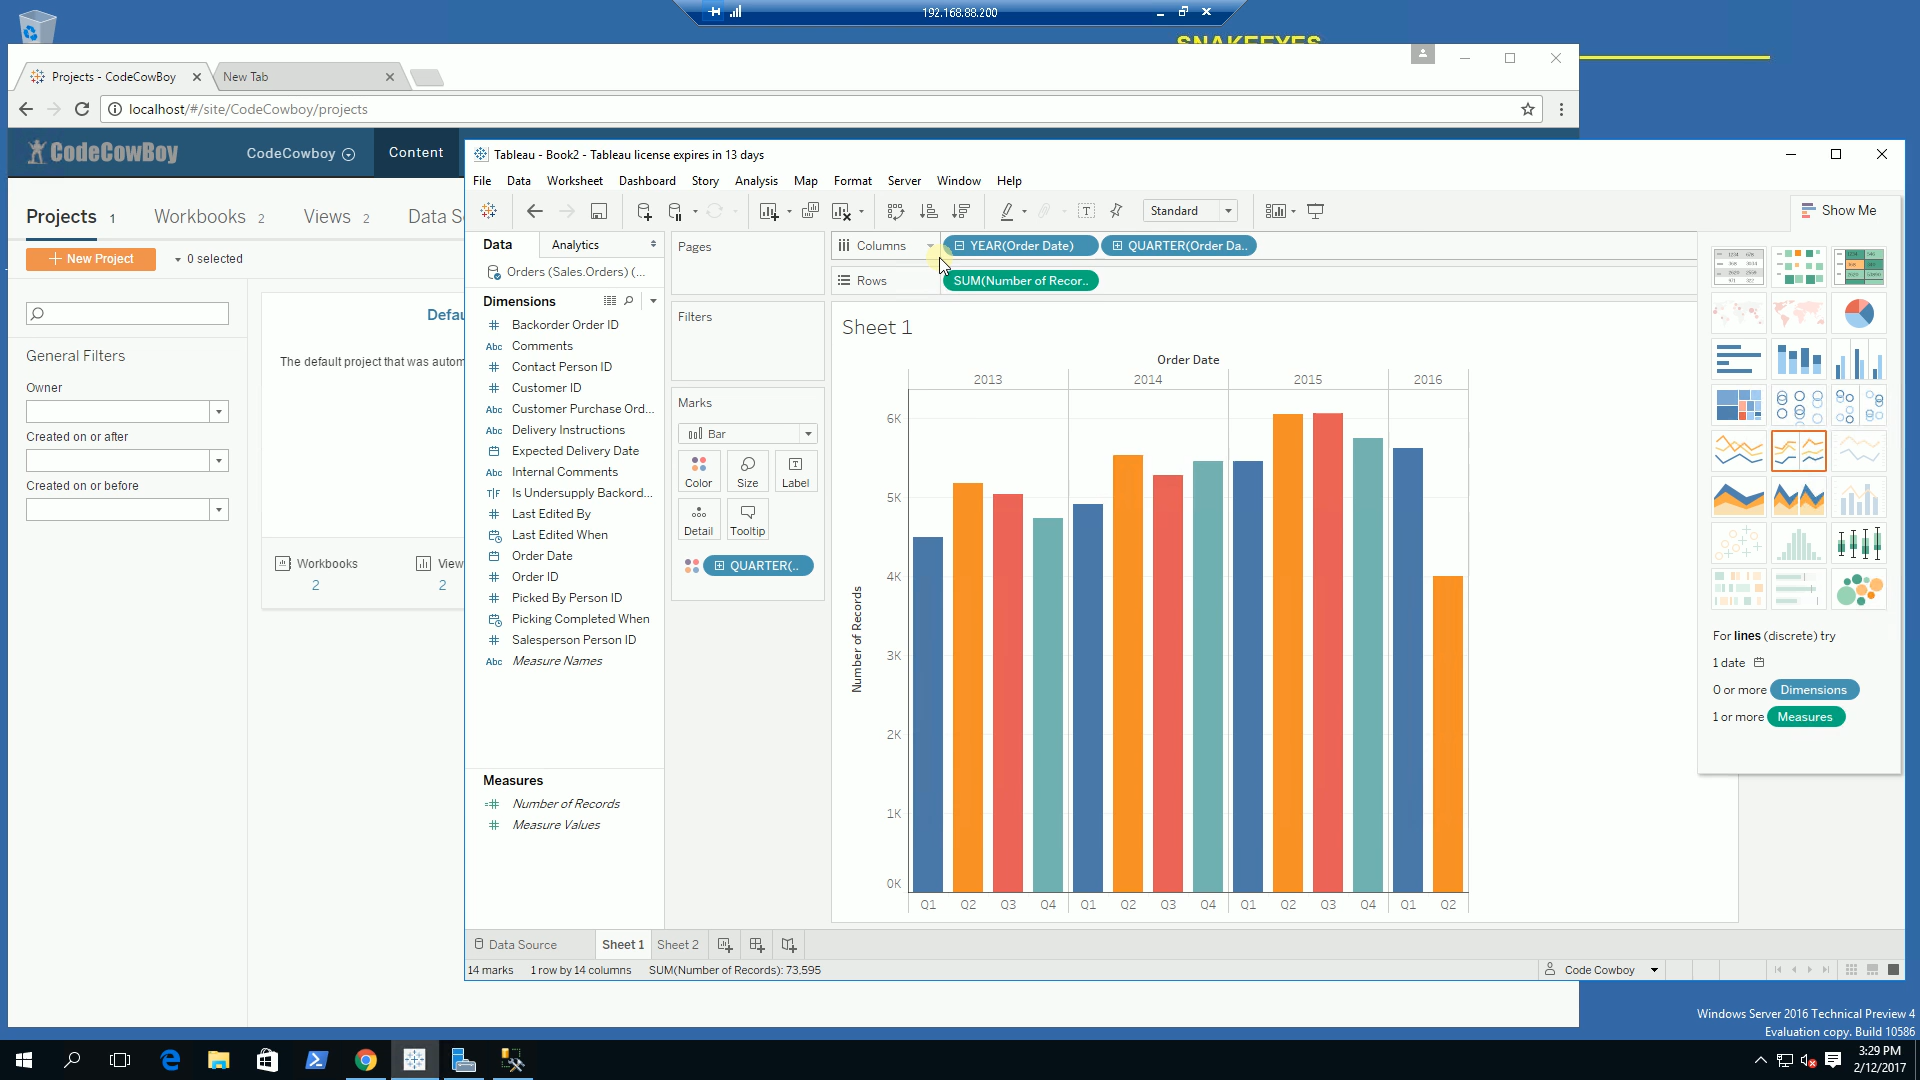 192.168.88.200
SNAKEEYES
Projects - CodeCowBoy
New Tab
localhost/#/site/CodeCowboy/projects
CodeCowBoy
CodeCowboy
Content
Projects 1
Workbooks 2
Views 2
Data S
New Project
0 selected
General Filters
Owner
Created on or after
Created on or before
Defau
The default project that was autom
Workbooks
2
View
2
Tableau - Book2 - Tableau license expires in 13 days
File Data Worksheet Dashboard Story Analysis Map Format Server Window Help
Standard
Show Me
Data
Analytics
Orders (Sales.Orders) (...
Dimensions
Backorder Order ID
Abc Comments
Contact Person ID
Customer ID
Abc Customer Purchase Ord...
Abc Delivery Instructions
Expected Delivery Date
Abc Internal Comments
T|F Is Undersupply Backord...
Last Edited By
Last Edited When
Order Date
Order ID
Picked By Person ID
Picking Completed When
Salesperson Person ID
Abc Measure Names
Measures
Number of Records
Measure Values
Pages
Filters
Marks
Bar
Color
Size
Label
Detail
Tooltip
QUARTER(..
Columns
YEAR(Order Date)
QUARTER(Order Da..
Rows
SUM(Number of Recor..
Sheet 1
Order Date
2013 2014 2015 2016
Number of Records
6K
5K
4K
3K
2K
1K
0K
Q1 Q2 Q3 Q4 Q1 Q2 Q3 Q4 Q1 Q2 Q3 Q4 Q1 Q2
For lines (discrete) try
1 date
0 or more Dimensions
1 or more Measures
Data Source
Sheet 1
Sheet 2
14 marks
1 row by 14 columns
SUM(Number of Records): 73,595
Code Cowboy
Windows Server 2016 Technical Preview 4
Evaluation copy. Build 10586
3:29 PM
2/12/2017